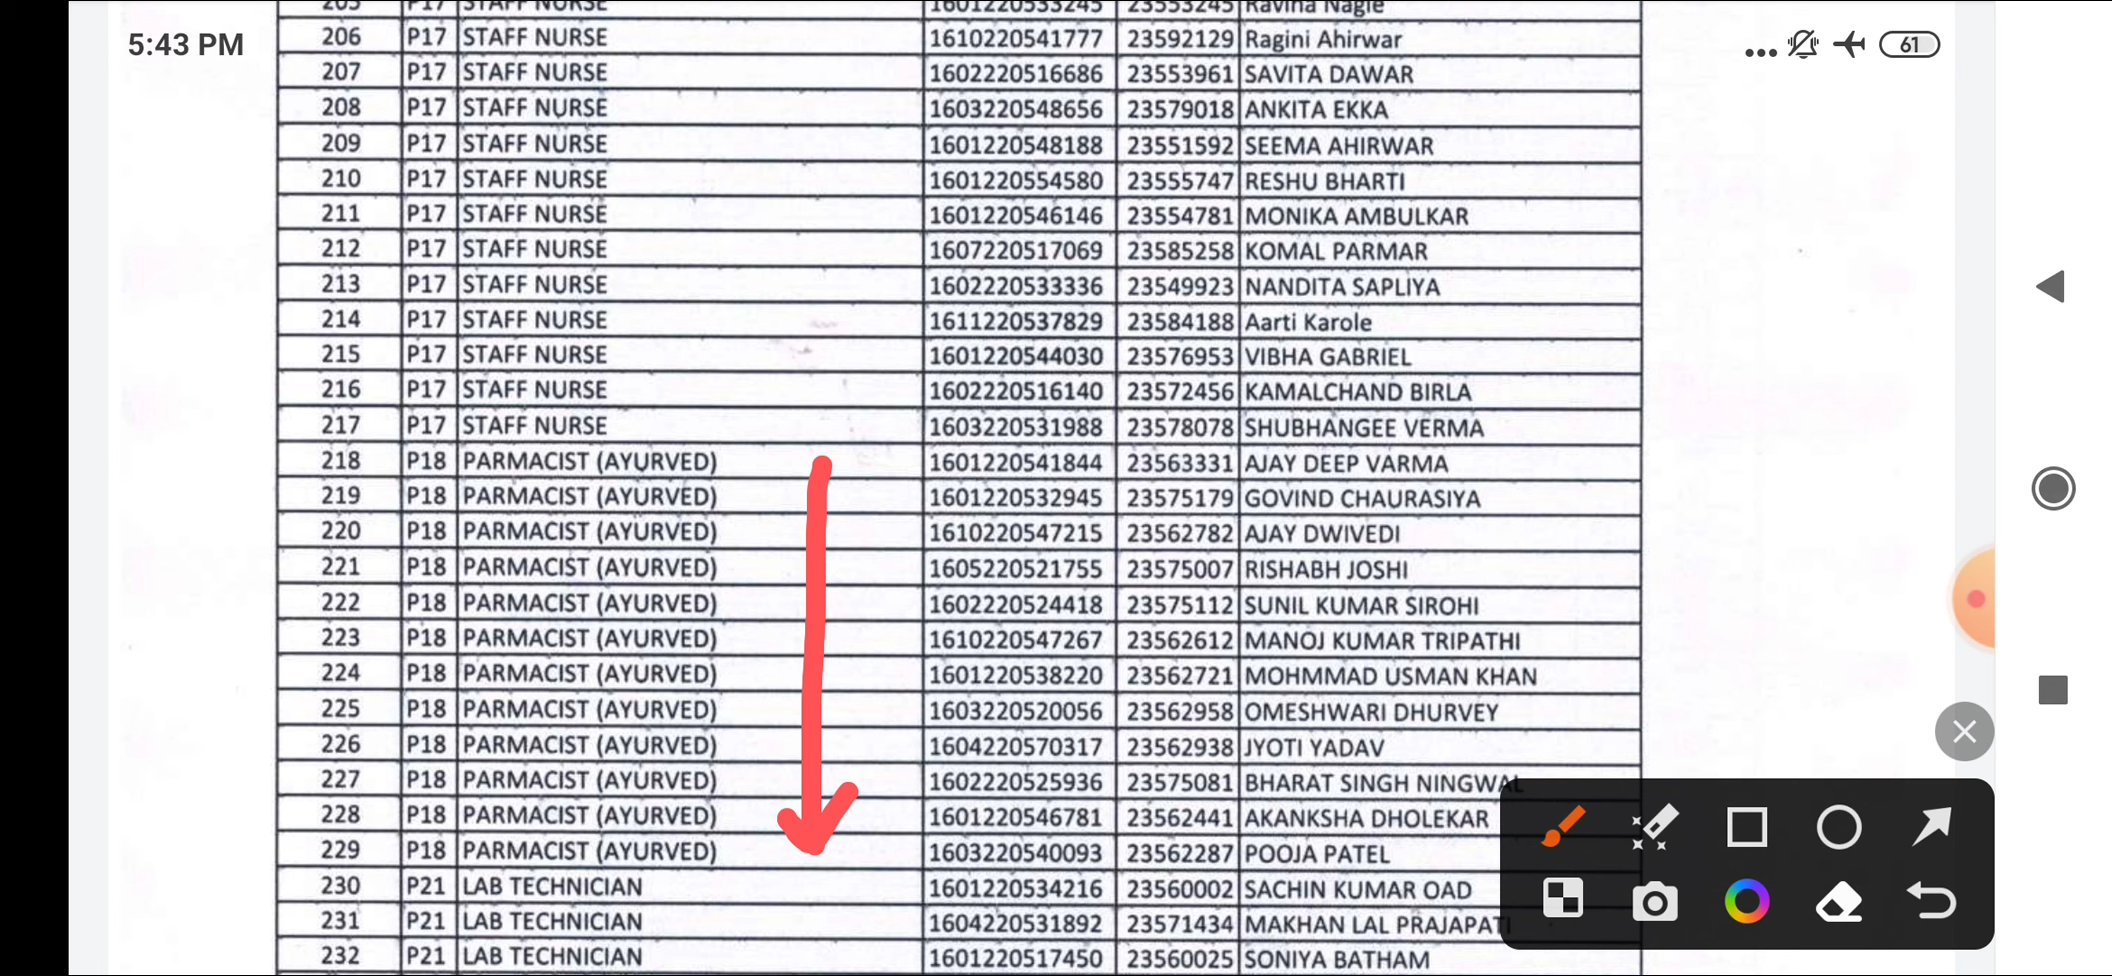 205 P17 STAFF NURSE 1601220533245 23553245 Ravina Nagle
5:43 PM
61
206 P17 STAFF NURSE 1610220541777 23592129 Ragini Ahirwar
207 P17 STAFF NURSE 1602220516686 23553961 SAVITA DAWAR
208 P17 STAFF NURSE 1603220548656 23579018 ANKITA EKKA
209 P17 STAFF NURSE 1601220548188 23551592 SEEMA AHIRWAR
210 P17 STAFF NURSE 1601220554580 23555747 RESHU BHARTI
211 P17 STAFF NURSE 1601220546146 23554781 MONIKA AMBULKAR
212 P17 STAFF NURSE 1607220517069 23585258 KOMAL PARMAR
213 P17 STAFF NURSE 1602220533336 23549923 NANDITA SAPLIYA
214 P17 STAFF NURSE 1611220537829 23584188 Aarti Karole
215 P17 STAFF NURSE 1601220544030 23576953 VIBHA GABRIEL
216 P17 STAFF NURSE 1602220516140 23572456 KAMALCHAND BIRLA
217 P17 STAFF NURSE 1603220531988 23578078 SHUBHANGEE VERMA
218 P18 PARMACIST (AYURVED) 1601220541844 23563331 AJAY DEEP VARMA
219 P18 PARMACIST (AYURVED) 1601220532945 23575179 GOVIND CHAURASIYA
220 P18 PARMACIST (AYURVED) 1610220547215 23562782 AJAY DWIVEDI
221 P18 PARMACIST (AYURVED) 1605220521755 23575007 RISHABH JOSHI
222 P18 PARMACIST (AYURVED) 1602220524418 23575112 SUNIL KUMAR SIROHI
223 P18 PARMACIST (AYURVED) 1610220547267 23562612 MANOJ KUMAR TRIPATHI
224 P18 PARMACIST (AYURVED) 1601220538220 23562721 MOHMMAD USMAN KHAN
225 P18 PARMACIST (AYURVED) 1603220520056 23562958 OMESHWARI DHURVEY
226 P18 PARMACIST (AYURVED) 1604220570317 23562938 JYOTI YADAV
227 P18 PARMACIST (AYURVED) 1602220525936 23575081 BHARAT SINGH NINGWAL
228 P18 PARMACIST (AYURVED) 1601220546781 23562441 AKANKSHA DHOLEKAR
229 P18 PARMACIST (AYURVED) 1603220540093 23562287 POOJA PATEL
230 P21 LAB TECHNICIAN 1601220534216 23560002 SACHIN KUMAR OAD
231 P21 LAB TECHNICIAN 1604220531892 23571434 MAKHAN LAL PRAJAPATI
232 P21 LAB TECHNICIAN 1601220517450 23560025 SONIYA BATHAM